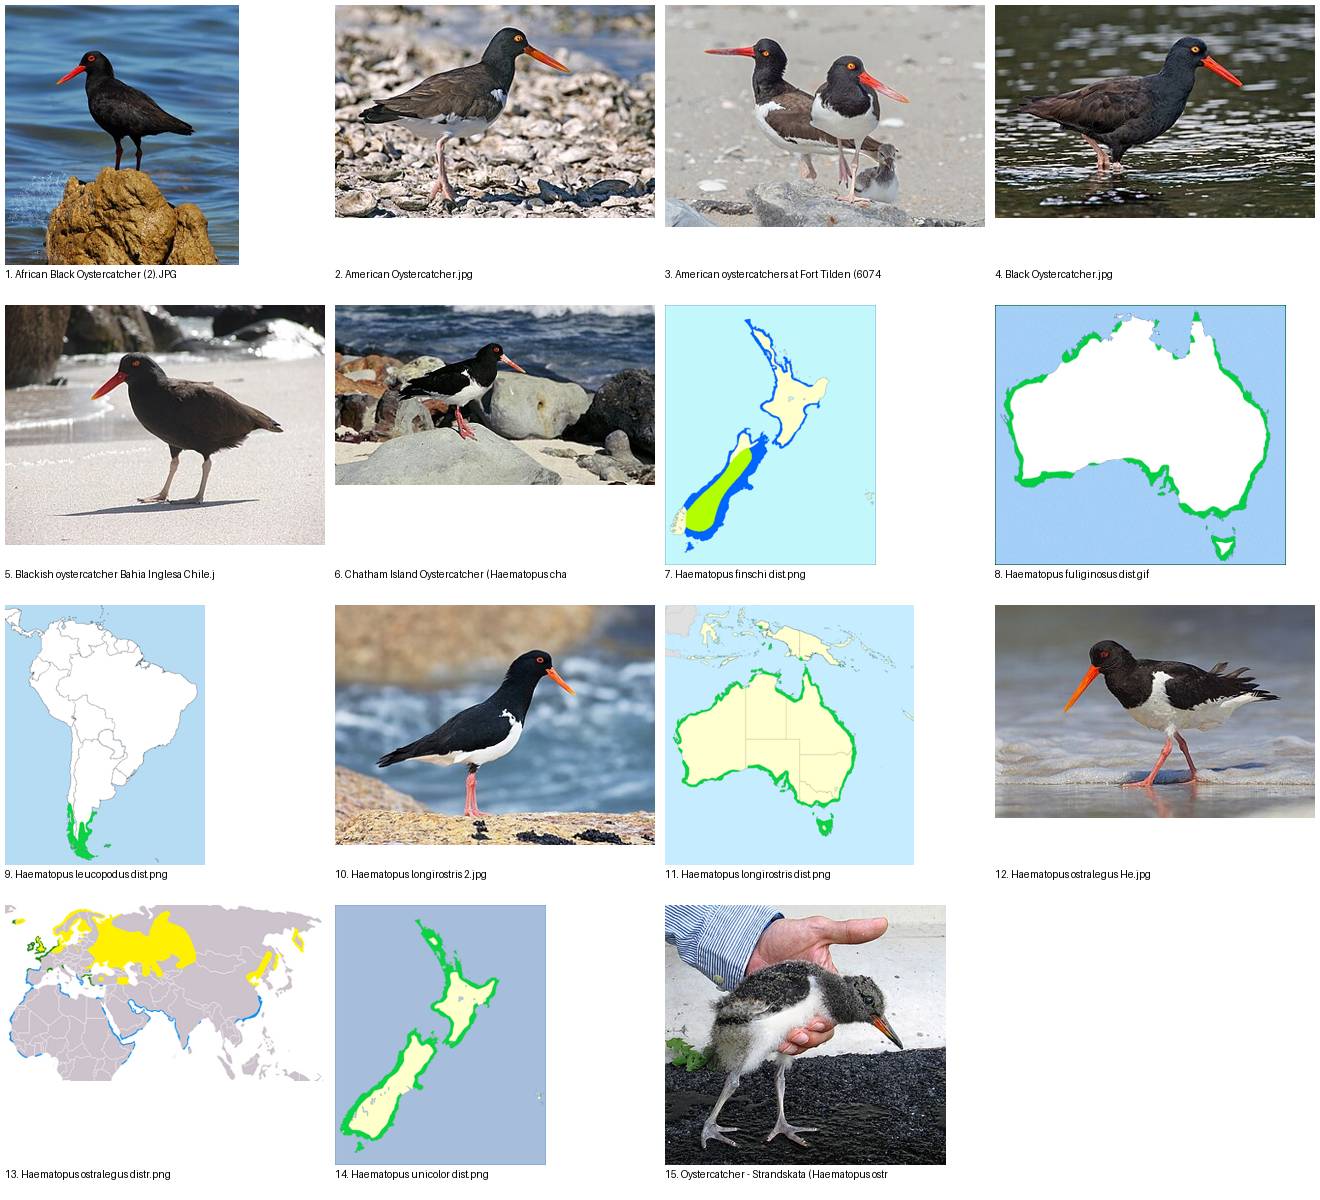 1. African Black Oystercatcher (2).JPG
2. American Oystercatcher.jpg
3. American oystercatchers at Fort Tilden (6074
4. Black Oystercatcher.jpg
5. Blackish oystercatcher Bahia Inglesa Chile.j
6. Chatham Island Oystercatcher (Haematopus cha
7. Haematopus finschi dist.png
8. Haematopus fuliginosus dist.gif
9. Haematopus leucopodus dist.png
10. Haematopus longirostris 2.jpg
11. Haematopus longirostris dist.png
12. Haematopus ostralegus He.jpg
13. Haematopus ostralegus distr.png
14. Haematopus unicolor dist.png
15. Oystercatcher - Strandskata (Haematopus ostr